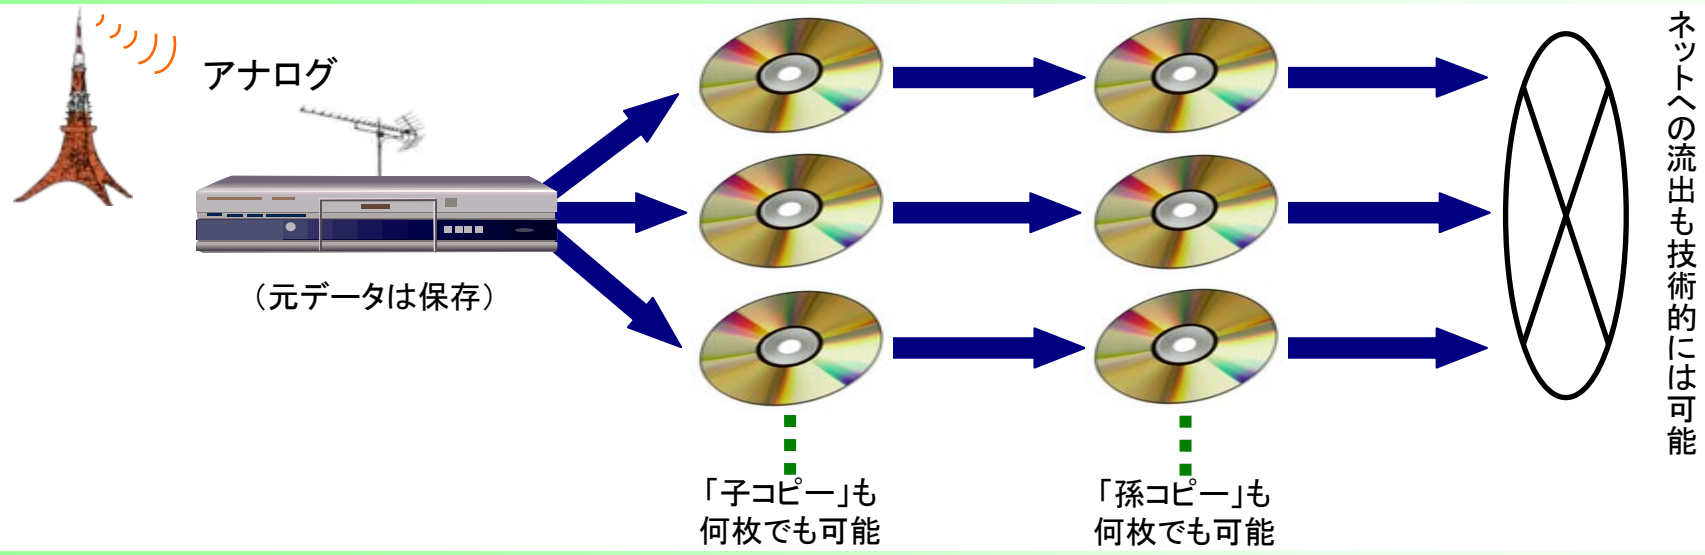 アナログ
(元データは保存)
「子コピー」も
何枚でも可能
「孫コピー」も
何枚でも可能
ネットへの流出も技術的には可能